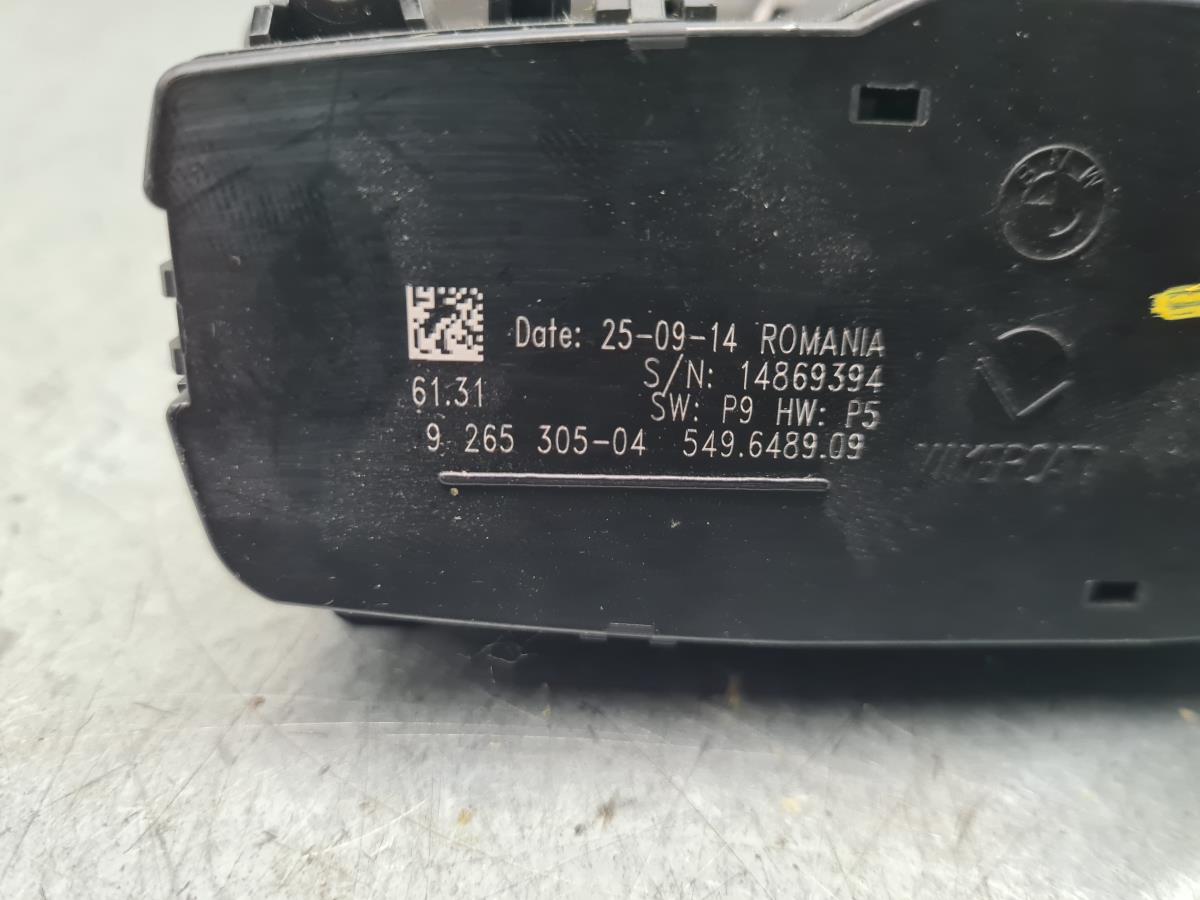 BMW
Date: 25-09-14 ROMANIA
S/N: 14869394
61.31
SW: P9 HW: P5
9 265 305-04 549.6489.09